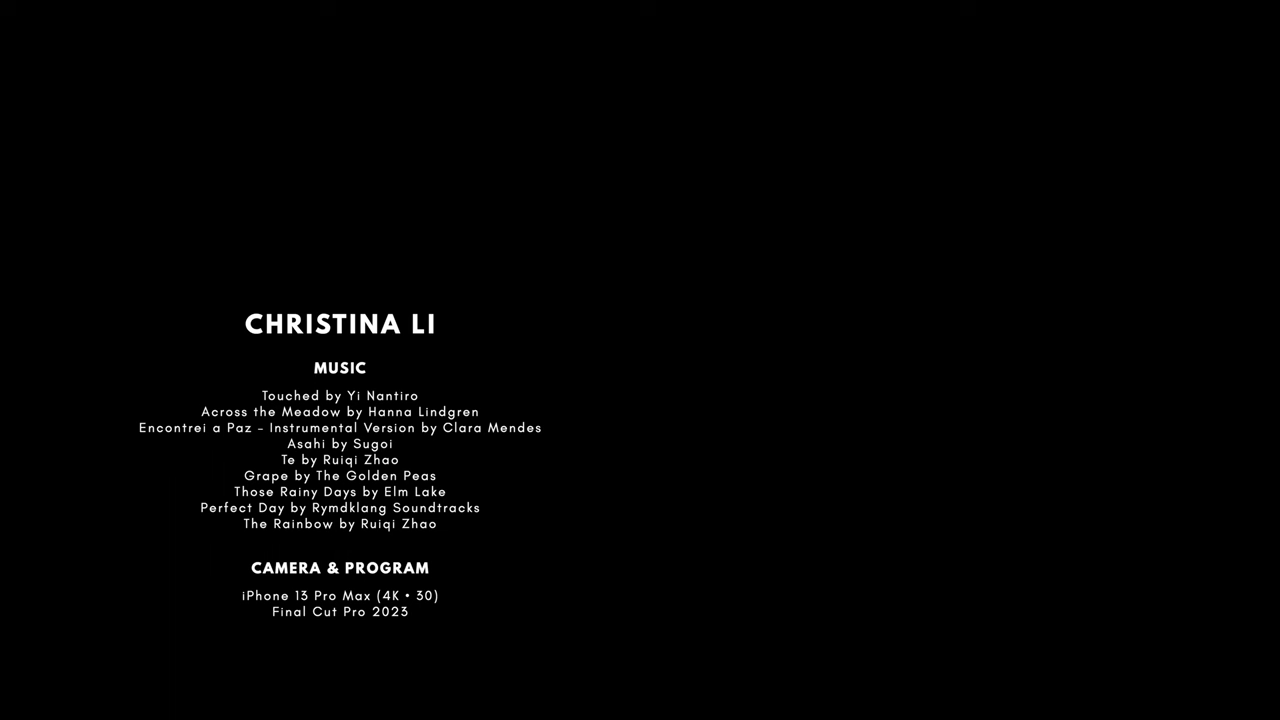 CHRISTINA LI
MUSIC
Touched by Yi Nantiro
Across the Meadow by Hanna Lindgren
Encontrei a Paz - Instrumental Version by Clara Mendes
Asahi by Sugoi
Te by Ruiqi Zhao
Grape by The Golden Peas
Those Rainy Days by Elm Lake
Perfect Day by Rymdklang Soundtracks
The Rainbow by Ruiqi Zhao
CAMERA & PROGRAM
iPhone 13 Pro Max (4K • 30)
Final Cut Pro 2023